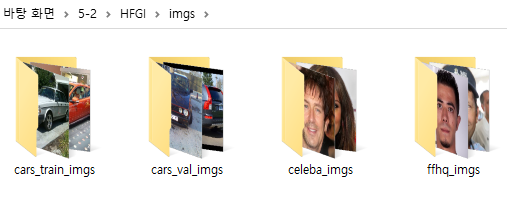 바탕 화면 > 5-2 > HFGI > imgs >
cars_train_imgs
cars_val_imgs
celeba_imgs
ffhq_imgs